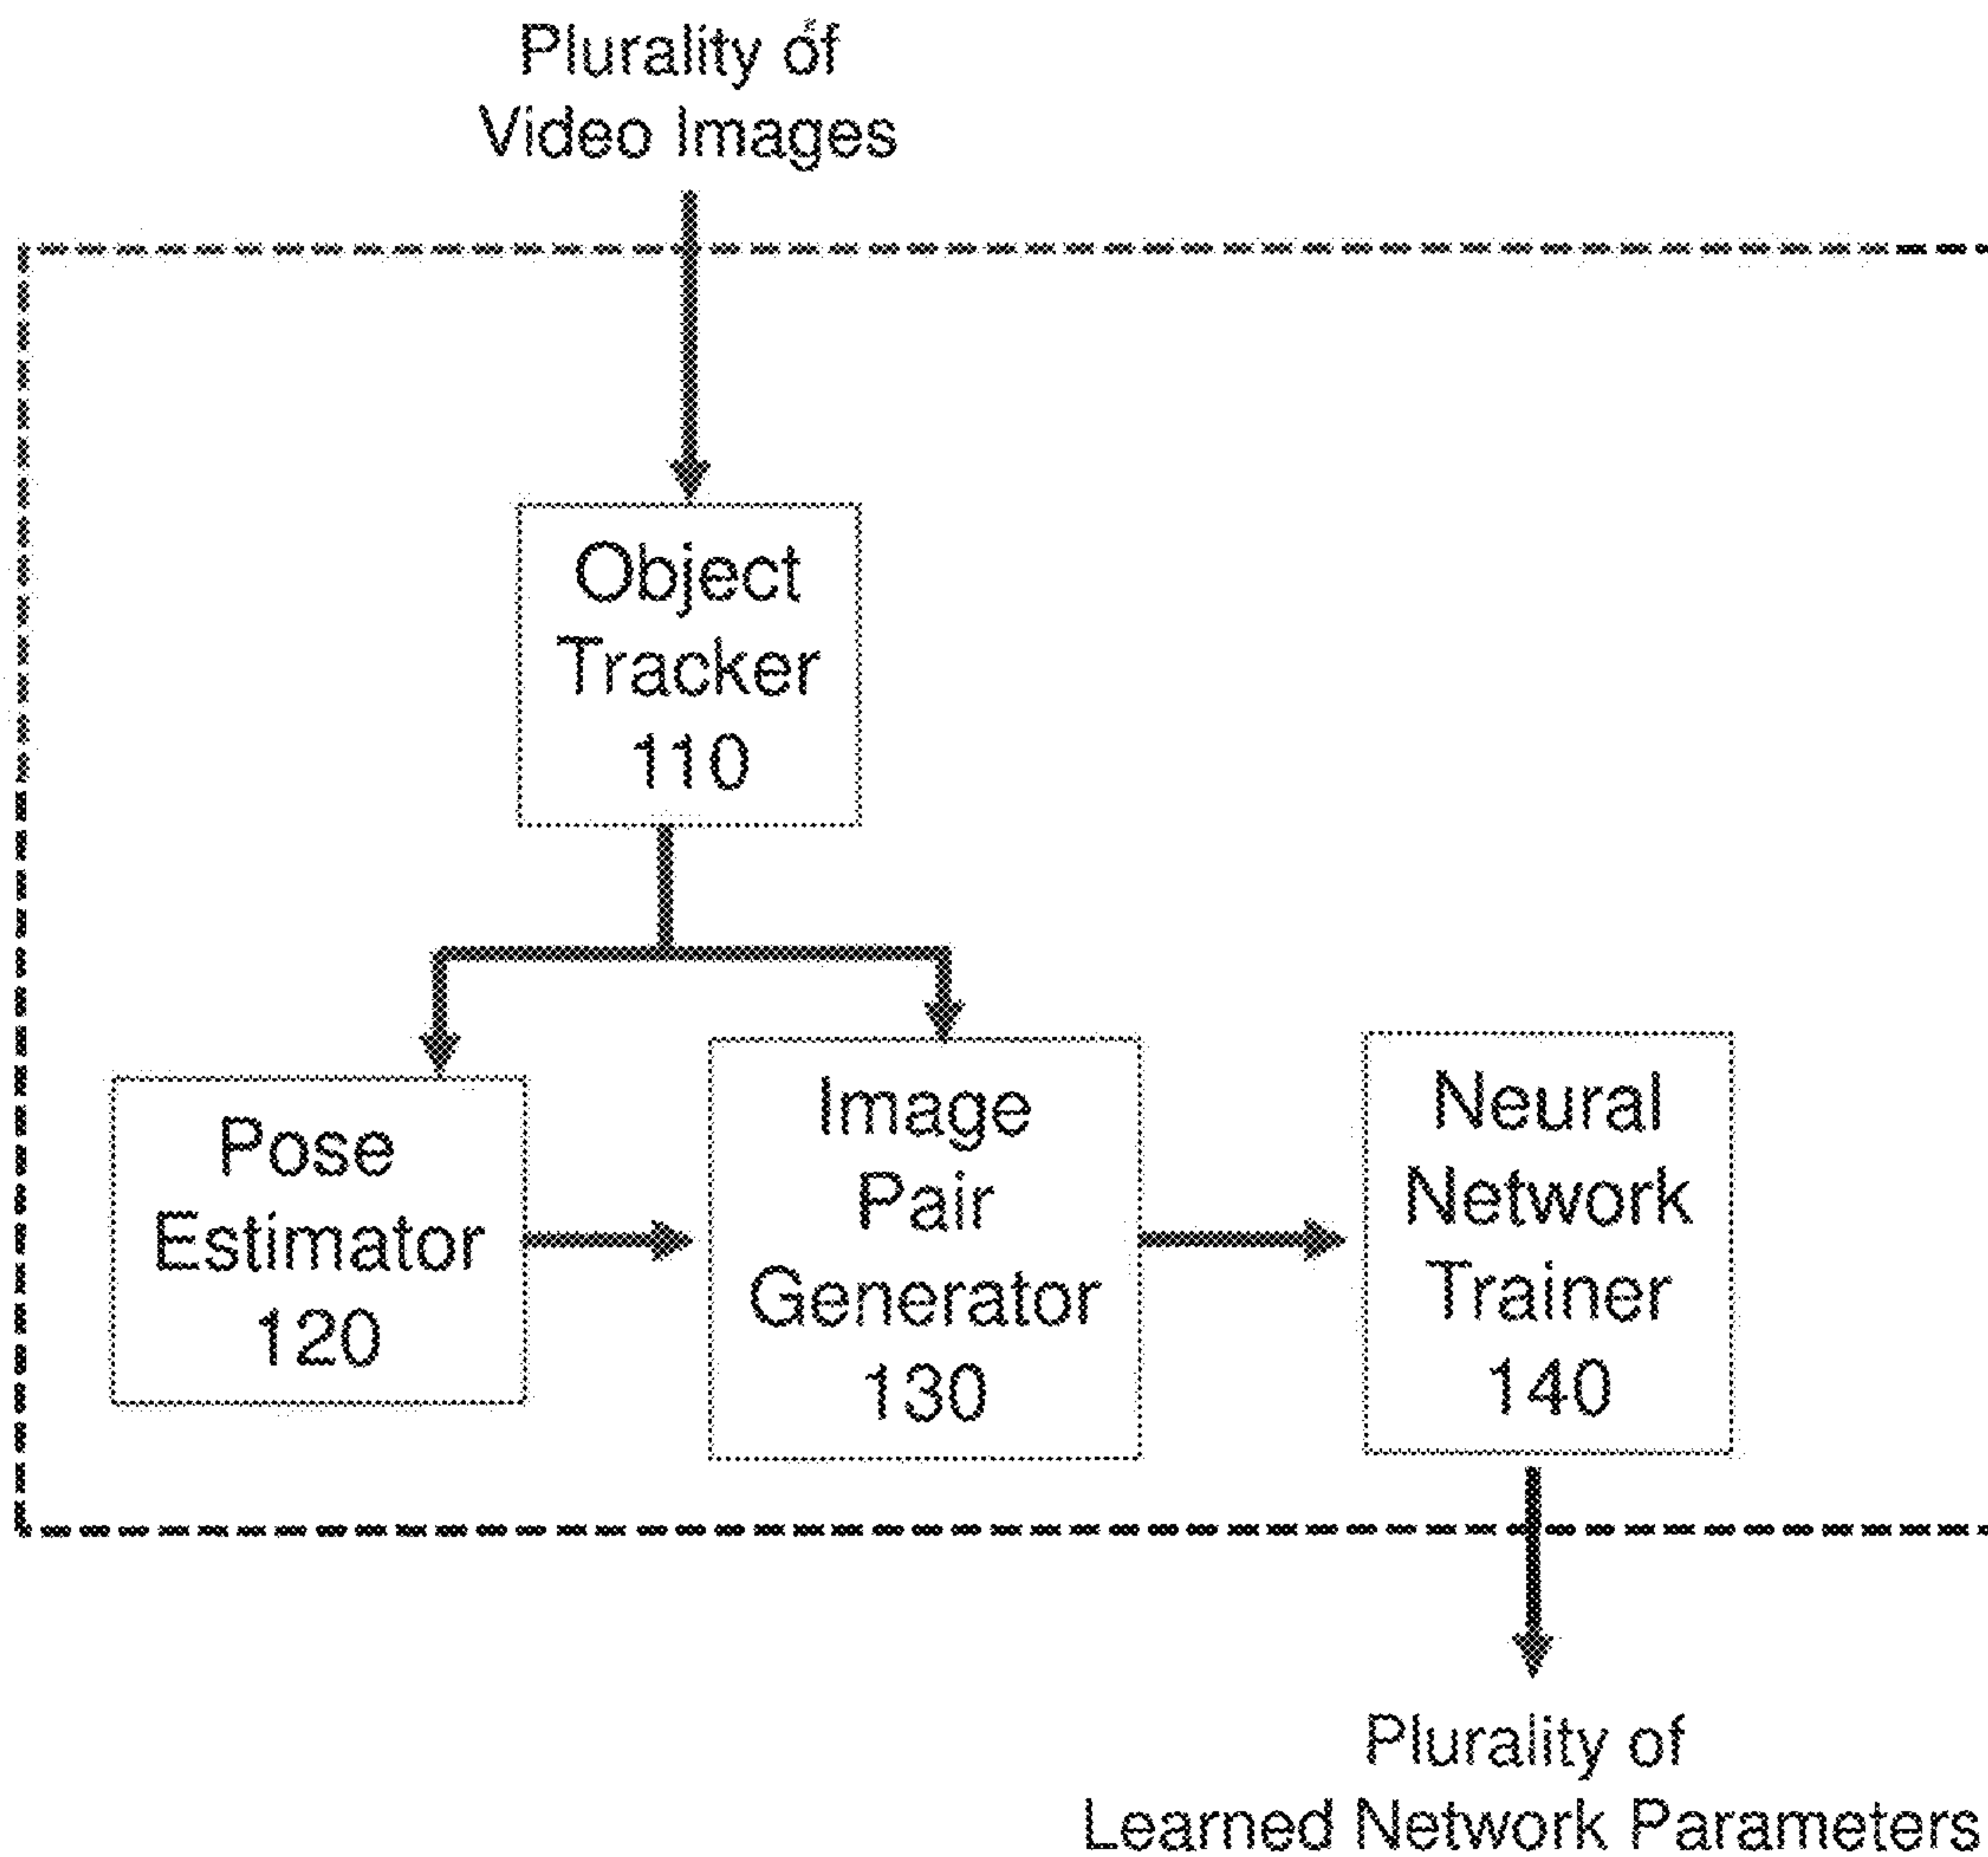 Plurality of
Video Images
Object
Tracker
110
Pose
Estimator
120
Image
Pair
Generator
130
Neural
Network
Trainer
140
Plurality of
Learned Network Parameters